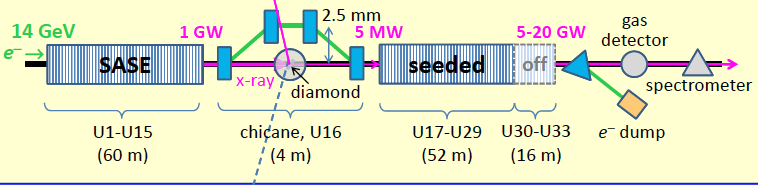 14 GeV
e⁻
SASE
1 GW
x-ray
2.5 mm
5 MW
diamond
seeded
off
5-20 GW
gas
detector
spectrometer
U1-U15
(60 m)
chicane, U16
(4 m)
U17-U29
(52 m)
U30-U33
(16 m)
e⁻ dump